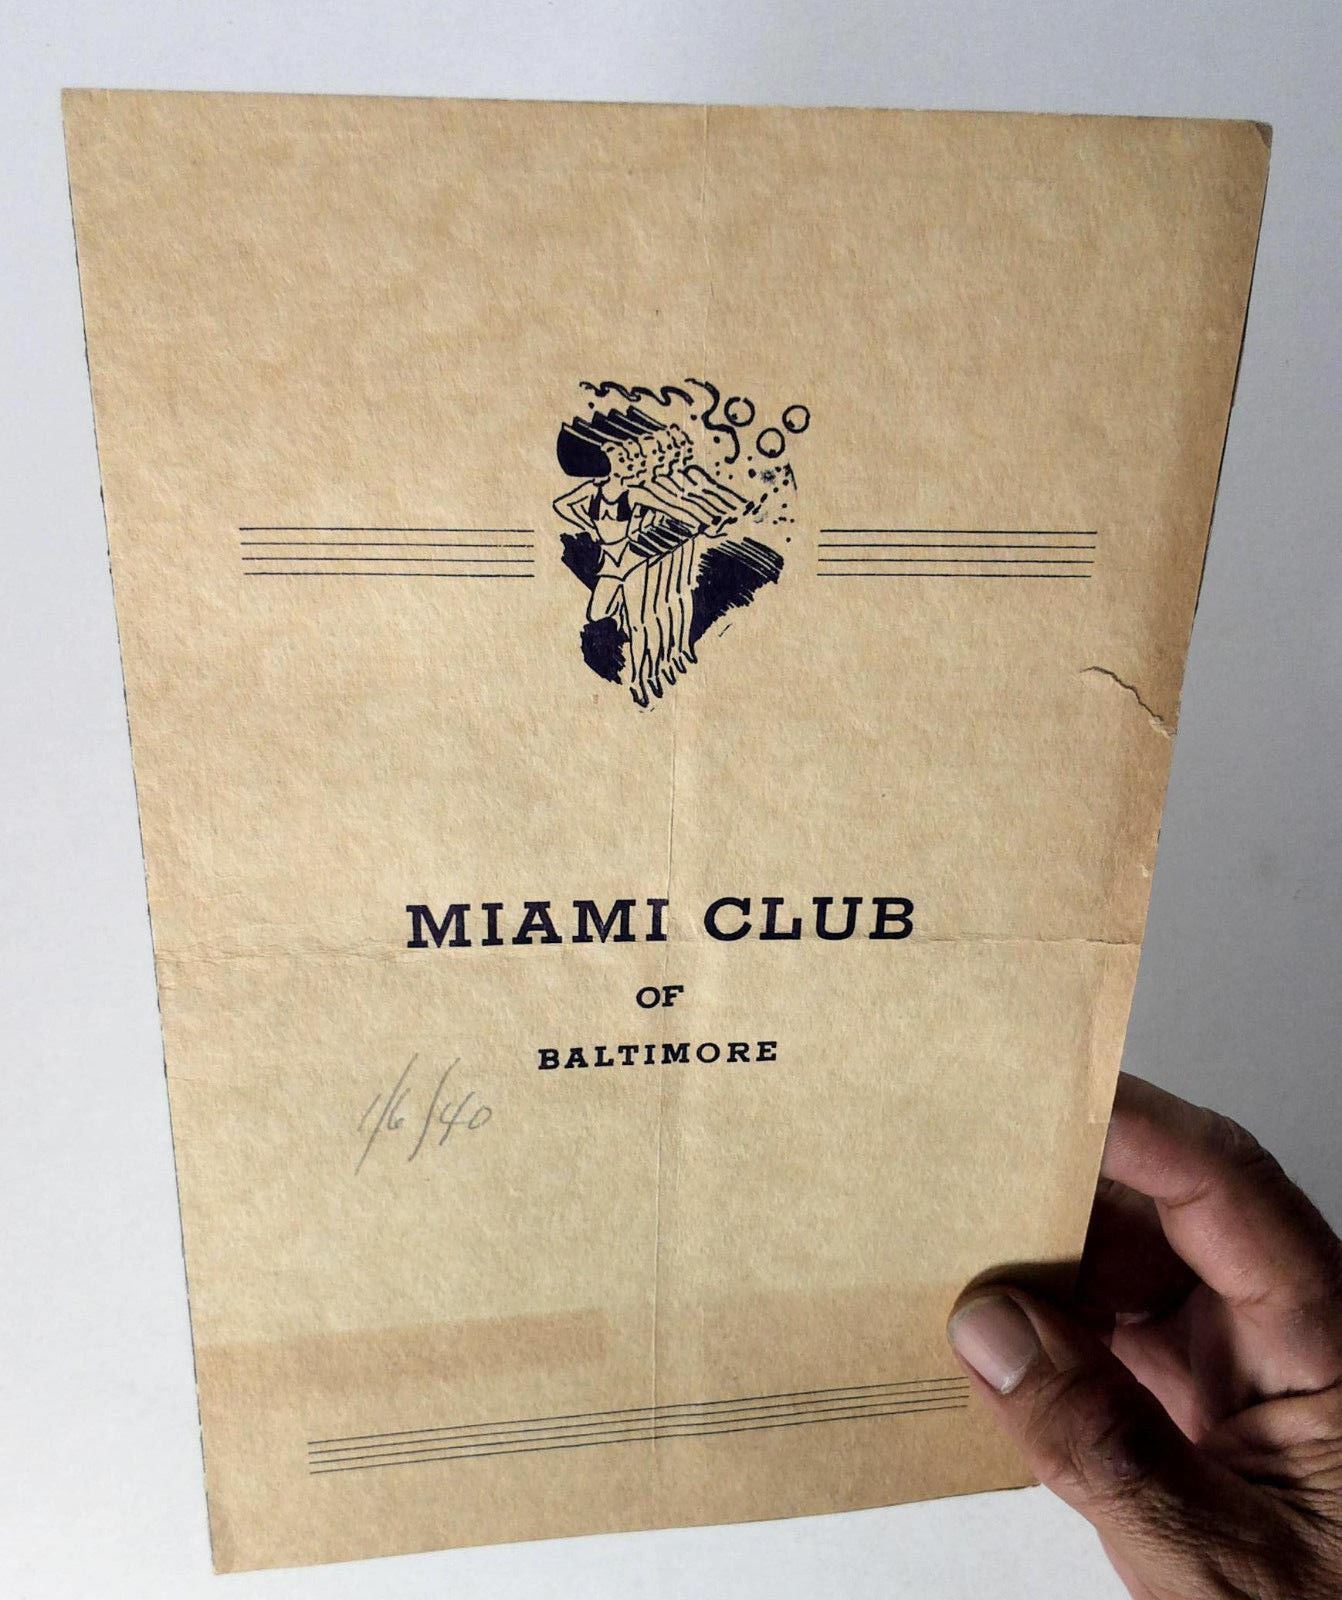 MIAMI CLUB
OF
BALTIMORE
1/6/40